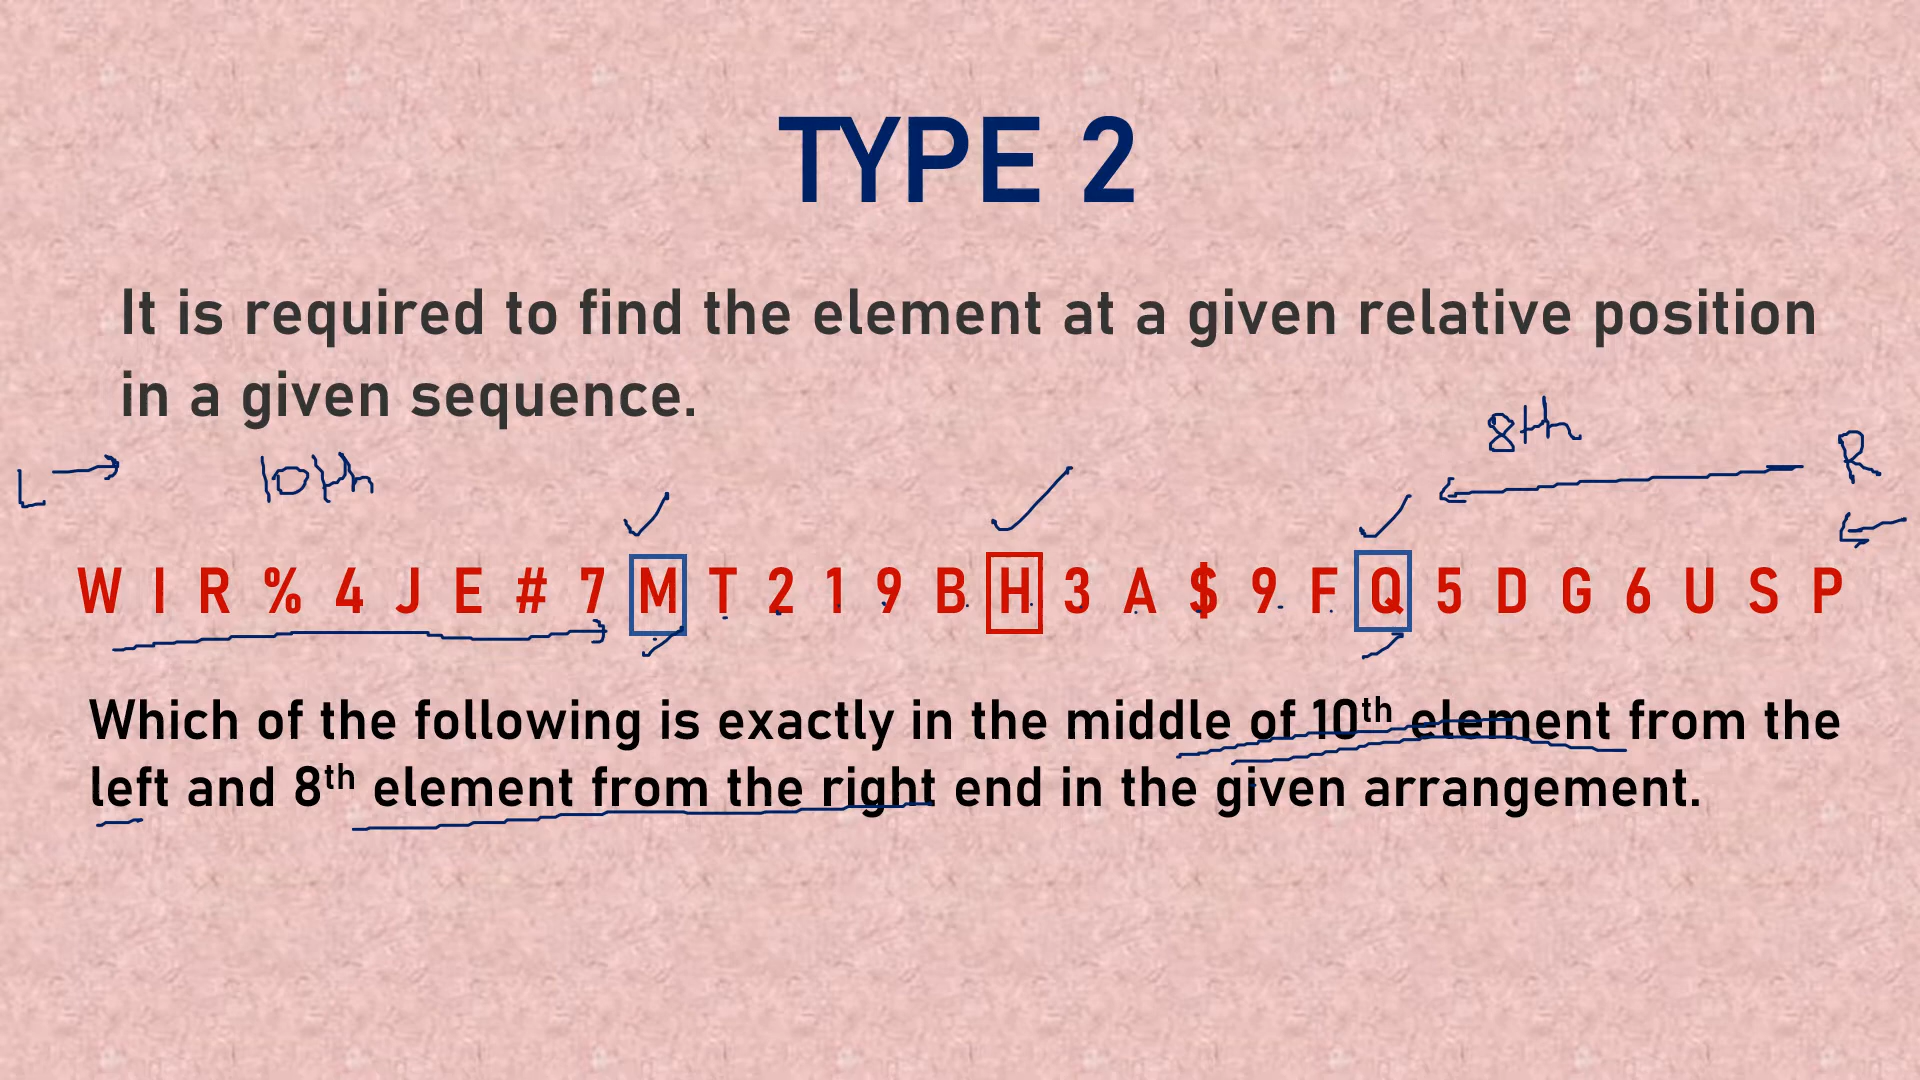 TYPE 2
It is required to find the element at a given relative position
in a given sequence.
8th
L 10th R
W I R % 4 J E # 7 M T 2 1 9 B H 3 A $ 9 F Q 5 D G 6 U S P
Which of the following is exactly in the middle of 10th element from the
left and 8th element from the right end in the given arrangement.